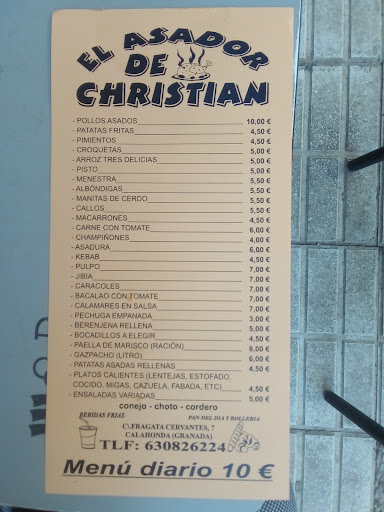 EL ASADOR
DE
CHRISTIAN
- POLLOS ASADOS 10,00 €
- PATATAS FRITAS 4,50 €
- PIMIENTOS 4,50 €
- CROQUETAS 5,00 €
- ARROZ TRES DELICIAS 5,00 €
- PISTO 5,00 €
- MENESTRA 5,50 €
- ALBÓNDIGAS 5,50 €
- MANITAS DE CERDO 5,50 €
- CALLOS 5,50 €
- MACARRONES 4,50 €
- CARNE CON TOMATE 6,00 €
- CHAMPIÑONES 4,00 €
- ASADURA 6,00 €
- KEBAB 4,50 €
- PULPO 7,00 €
- JIBIA 7,00 €
- CARACOLES 7,00 €
- BACALAO CON TOMATE 7,00 €
- CALAMARES EN SALSA 7,00 €
- PECHUGA EMPANADA 3,00 €
- BERENJENA RELLENA 5,00 €
- BOCADILLOS A ELEGIR 4,50 €
- PAELLA DE MARISCO (RACIÓN) 8,00 €
- GAZPACHO (LITRO) 6,00 €
- PATATAS ASADAS RELLENAS 4,50 €
- PLATOS CALIENTES (LENTEJAS, ESTOFADO,
COCIDO, MIGAS, CAZUELA, FABADA, ETC) 4,50 €
- ENSALADAS VARIADAS 5,00 €
conejo - choto - cordero
BEBIDAS FRIAS
PAN DEL DIA Y BOLLERIA
C\FRAGATA CERVANTES, 7
CALAHONDA (GRANADA)
TLF: 630826224
Menú diario 10 €